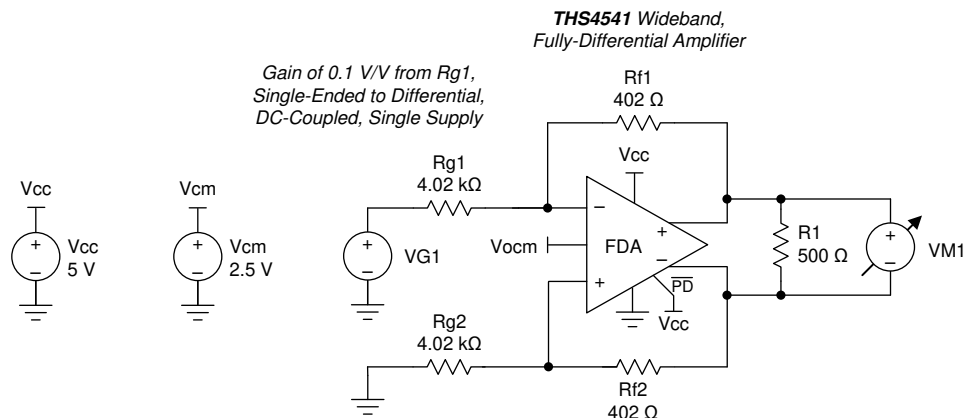 THS4541 Wideband,
Fully-Differential Amplifier
Gain of 0.1 V/V from Rg1,
Single-Ended to Differential,
DC-Coupled, Single Supply
Rf1
402 Ω
Vcc
Rg1
4.02 kΩ
Vcc
Vcc
5 V
Vcm
Vcm
2.5 V
VG1
Vocm
FDA
PD
Vcc
R1
500 Ω
VM1
Rg2
4.02 kΩ
Rf2
402 Ω